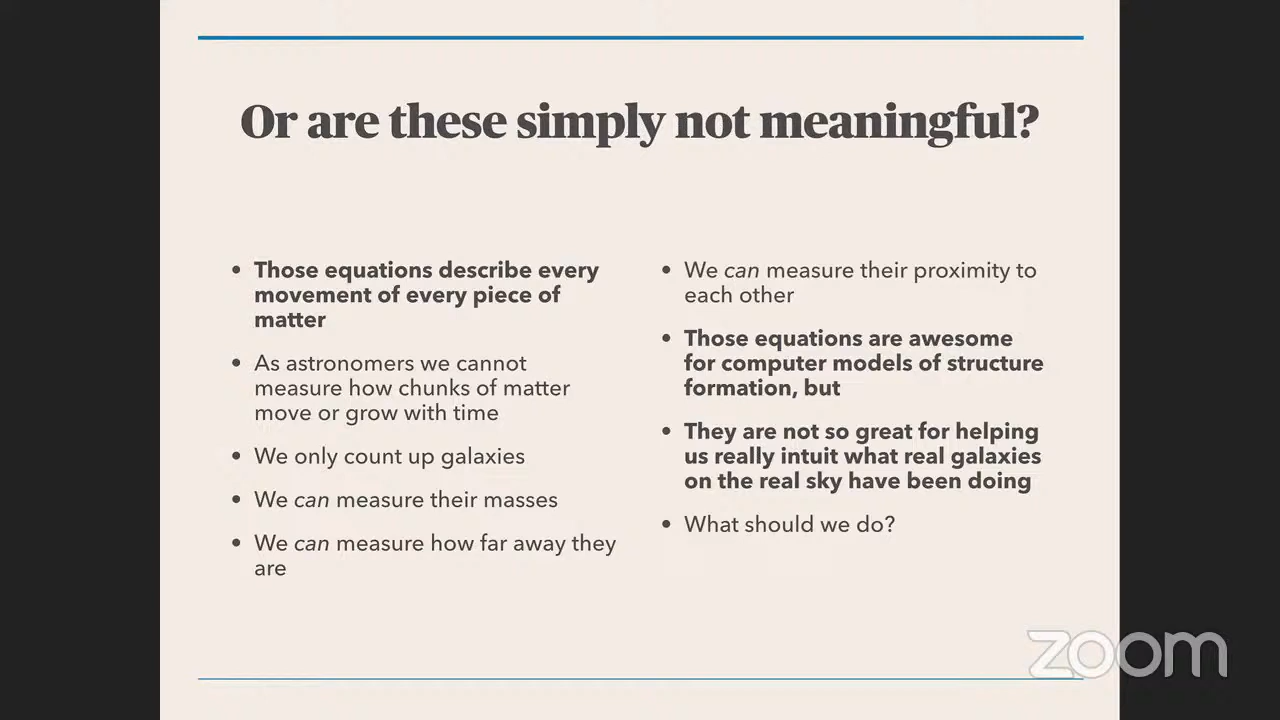 Or are these simply not meaningful?
• Those equations describe every
movement of every piece of
matter
• As astronomers we cannot
measure how chunks of matter
move or grow with time
• We only count up galaxies
• We can measure their masses
• We can measure how far away they
are
• We can measure their proximity to
each other
• Those equations are awesome
for computer models of structure
formation, but
• They are not so great for helping
us really intuit what real galaxies
on the real sky have been doing
• What should we do?
zoom